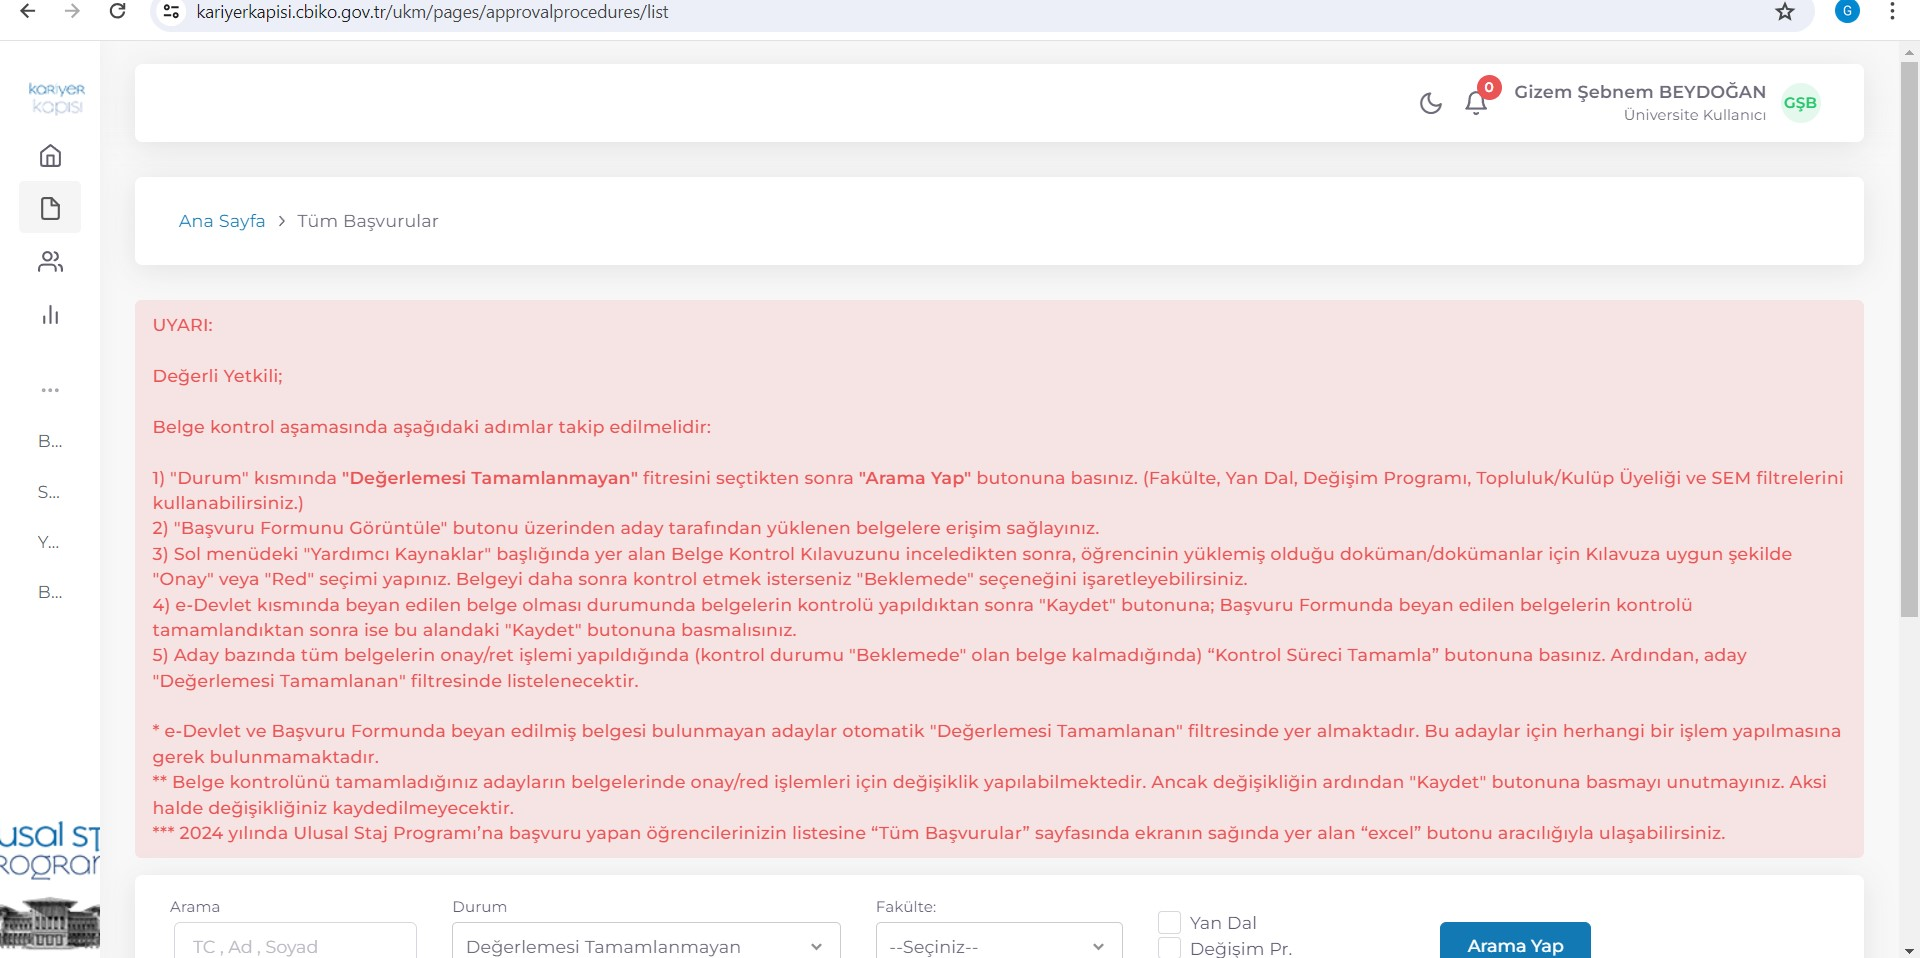 kariyerkapisi.cbiko.gov.tr/ukm/pages/approvalprocedures/list
G
kariyer
kapısı
0
Gizem Şebnem BEYDOĞAN
Üniversite Kullanıcı
GŞB
Ana Sayfa > Tüm Başvurular
UYARI:
Değerli Yetkili;
Belge kontrol aşamasında aşağıdaki adımlar takip edilmelidir:
1) "Durum" kısmında "Değerlemesi Tamamlanmayan" fitresini seçtikten sonra "Arama Yap" butonuna basınız. (Fakülte, Yan Dal, Değişim Programı, Topluluk/Kulüp Üyeliği ve SEM filtrelerini
kullanabilirsiniz.)
2) "Başvuru Formunu Görüntüle" butonu üzerinden aday tarafından yüklenen belgelere erişim sağlayınız.
3) Sol menüdeki "Yardımcı Kaynaklar" başlığında yer alan Belge Kontrol Kılavuzunu inceledikten sonra, öğrencinin yüklemiş olduğu doküman/dokümanlar için Kılavuza uygun şekilde
"Onay" veya "Red" seçimi yapınız. Belgeyi daha sonra kontrol etmek isterseniz "Beklemede" seçeneğini işaretleyebilirsiniz.
4) e-Devlet kısmında beyan edilen belge olması durumunda belgelerin kontrolü yapıldıktan sonra "Kaydet" butonuna; Başvuru Formunda beyan edilen belgelerin kontrolü
tamamlandıktan sonra ise bu alandaki "Kaydet" butonuna basmalısınız.
5) Aday bazında tüm belgelerin onay/ret işlemi yapıldığında (kontrol durumu "Beklemede" olan belge kalmadığında) “Kontrol Süreci Tamamla” butonuna basınız. Ardından, aday
"Değerlemesi Tamamlanan" filtresinde listelenecektir.
* e-Devlet ve Başvuru Formunda beyan edilmiş belgesi bulunmayan adaylar otomatik "Değerlemesi Tamamlanan" filtresinde yer almaktadır. Bu adaylar için herhangi bir işlem yapılmasına
gerek bulunmamaktadır.
** Belge kontrolünü tamamladığınız adayların belgelerinde onay/red işlemleri için değişiklik yapılabilmektedir. Ancak değişikliğin ardından "Kaydet" butonuna basmayı unutmayınız. Aksi
halde değişikliğiniz kaydedilmeyecektir.
*** 2024 yılında Ulusal Staj Programı’na başvuru yapan öğrencilerinizin listesine “Tüm Başvurular” sayfasında ekranın sağında yer alan “excel” butonu aracılığıyla ulaşabilirsiniz.
B...
S...
Y...
B...
usal st
rogram
Arama
TC , Ad , Soyad
Durum
Değerlemesi Tamamlanmayan
Fakülte:
--Seçiniz--
Yan Dal
Değişim Pr.
Arama Yap